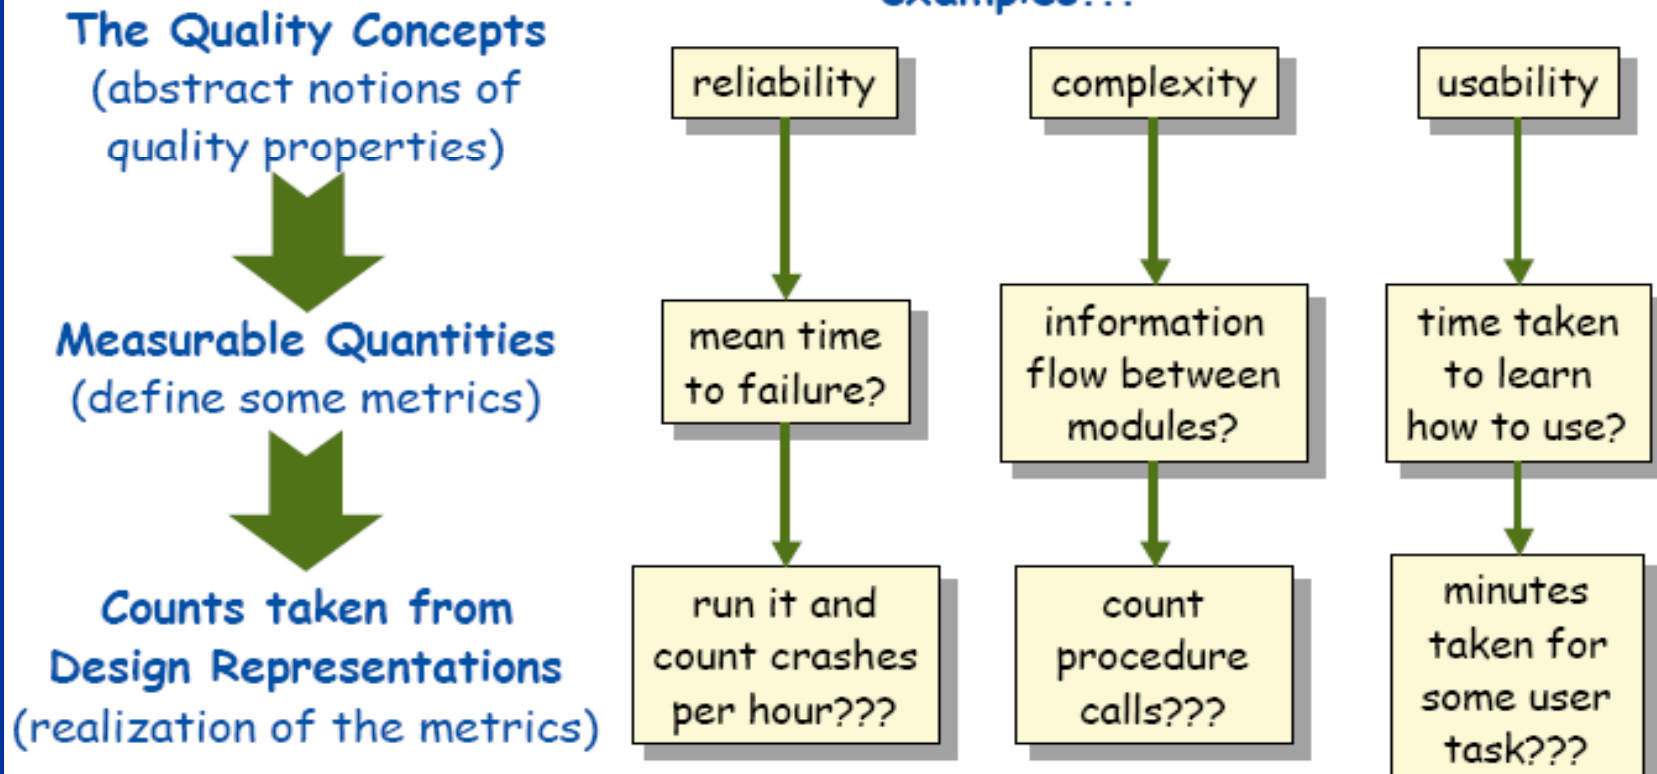 examples...
The Quality Concepts
(abstract notions of
quality properties)
reliability
complexity
usability
Measurable Quantities
(define some metrics)
mean time
to failure?
information
flow between
modules?
time taken
to learn
how to use?
Counts taken from
Design Representations
(realization of the metrics)
run it and
count crashes
per hour???
count
procedure
calls???
minutes
taken for
some user
task???